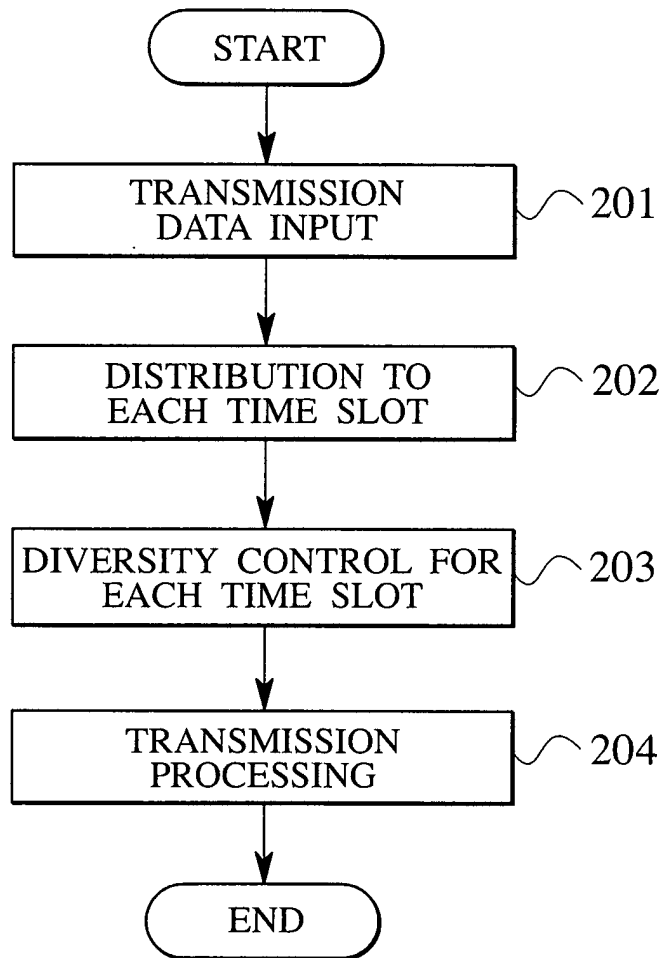 START
TRANSMISSION
DATA INPUT
201
DISTRIBUTION TO
EACH TIME SLOT
202
DIVERSITY CONTROL FOR
EACH TIME SLOT
203
TRANSMISSION
PROCESSING
204
END